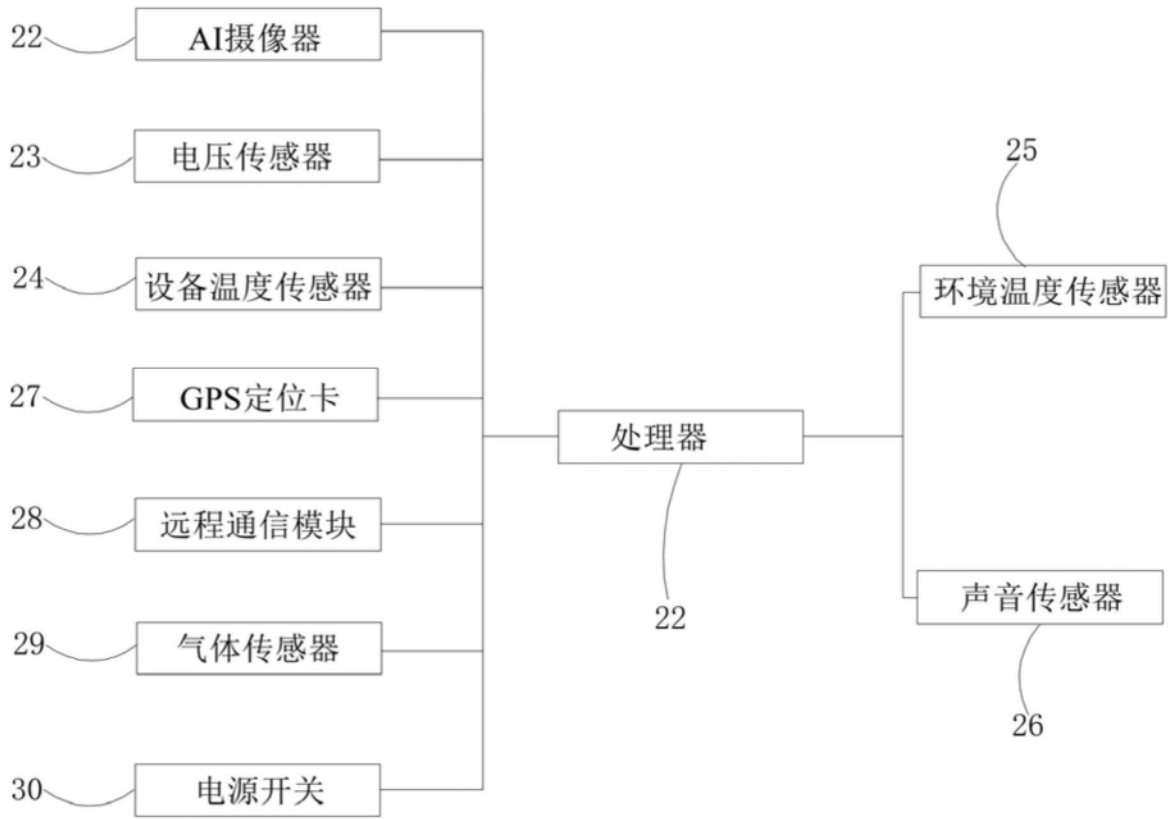 22 AI摄像器
23 电压传感器
24 设备温度传感器
27 GPS定位卡
28 远程通信模块
29 气体传感器
30 电源开关
处理器
22
25
环境温度传感器
声音传感器
26